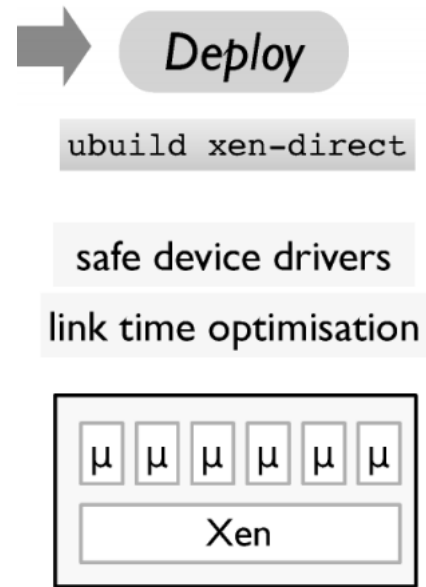 Deploy
ubuild xen-direct
safe device drivers
link time optimisation
μ μ μ μ μ μ
Xen